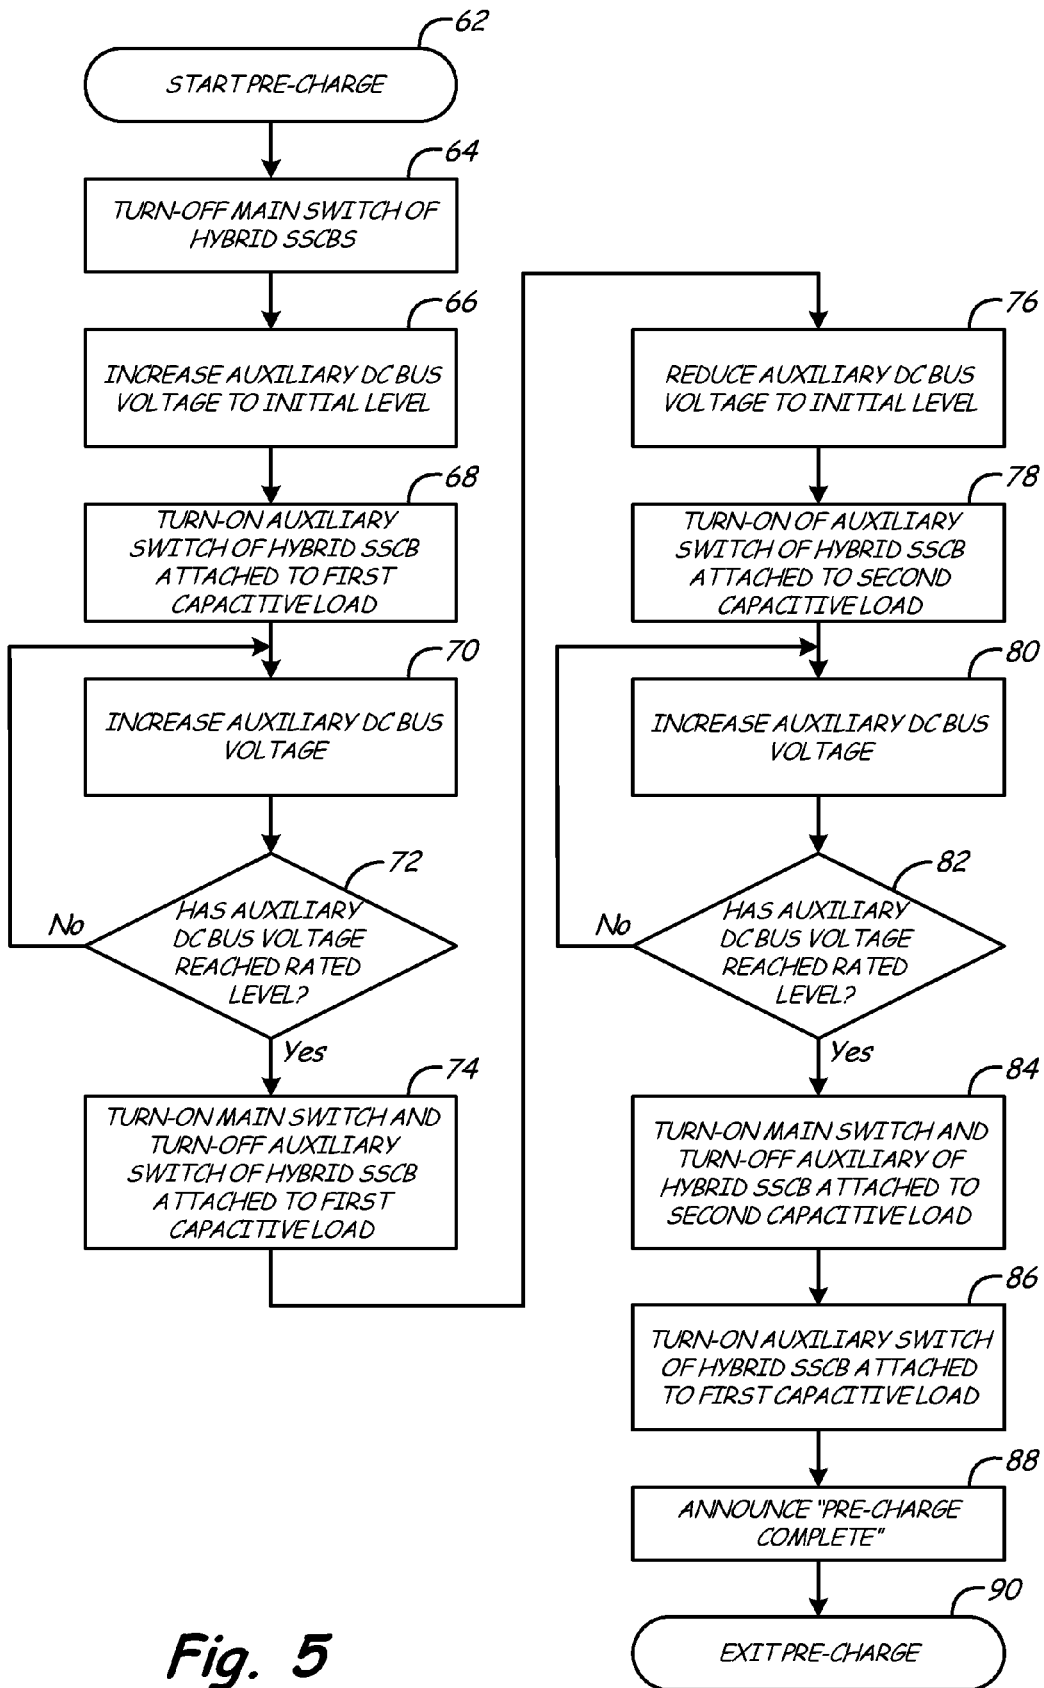 62
START PRE-CHARGE
64
TURN-OFF MAIN SWITCH OF
HYBRID SSCBS
66
INCREASE AUXILIARY DC BUS
VOLTAGE TO INITIAL LEVEL
68
TURN-ON AUXILIARY
SWITCH OF HYBRID SSCB
ATTACHED TO FIRST
CAPACITIVE LOAD
70
INCREASE AUXILIARY DC BUS
VOLTAGE
72
HAS AUXILIARY
DC BUS VOLTAGE
REACHED RATED
LEVEL?
No
Yes
74
TURN-ON MAIN SWITCH AND
TURN-OFF AUXILIARY
SWITCH OF HYBRID SSCB
ATTACHED TO FIRST
CAPACITIVE LOAD
76
REDUCE AUXILIARY DC BUS
VOLTAGE TO INITIAL LEVEL
78
TURN-ON OF AUXILIARY
SWITCH OF HYBRID SSCB
ATTACHED TO SECOND
CAPACITIVE LOAD
80
INCREASE AUXILIARY DC BUS
VOLTAGE
82
HAS AUXILIARY
DC BUS VOLTAGE
REACHED RATED
LEVEL?
No
Yes
84
TURN-ON MAIN SWITCH AND
TURN-OFF AUXILIARY OF
HYBRID SSCB ATTACHED TO
SECOND CAPACITIVE LOAD
86
TURN-ON AUXILIARY SWITCH
OF HYBRID SSCB ATTACHED
TO FIRST CAPACITIVE LOAD
88
ANNOUNCE "PRE-CHARGE
COMPLETE"
90
EXIT PRE-CHARGE
Fig. 5